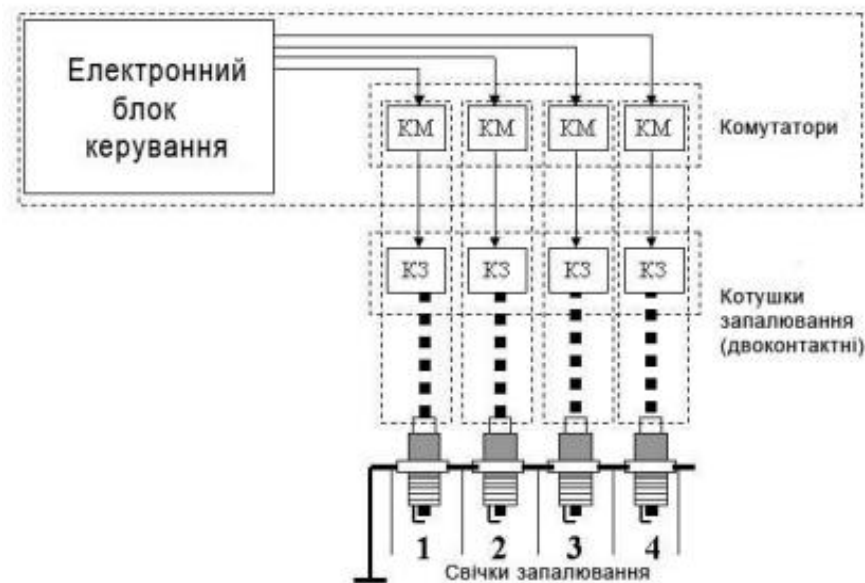 Електронний
блок
керування
КМ КМ КМ КМ
Комутатори
КЗ КЗ КЗ КЗ
Котушки
запалювання
(двоконтактні)
1 2 3 4
Свічки запалювання